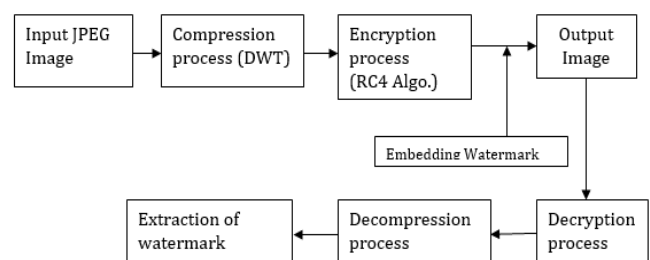 Input JPEG
Image
Compression
process (DWT)
Encryption
process
(RC4 Algo.)
Output
Image
Embedding Watermark
Extraction of
watermark
Decompression
process
Decryption
process